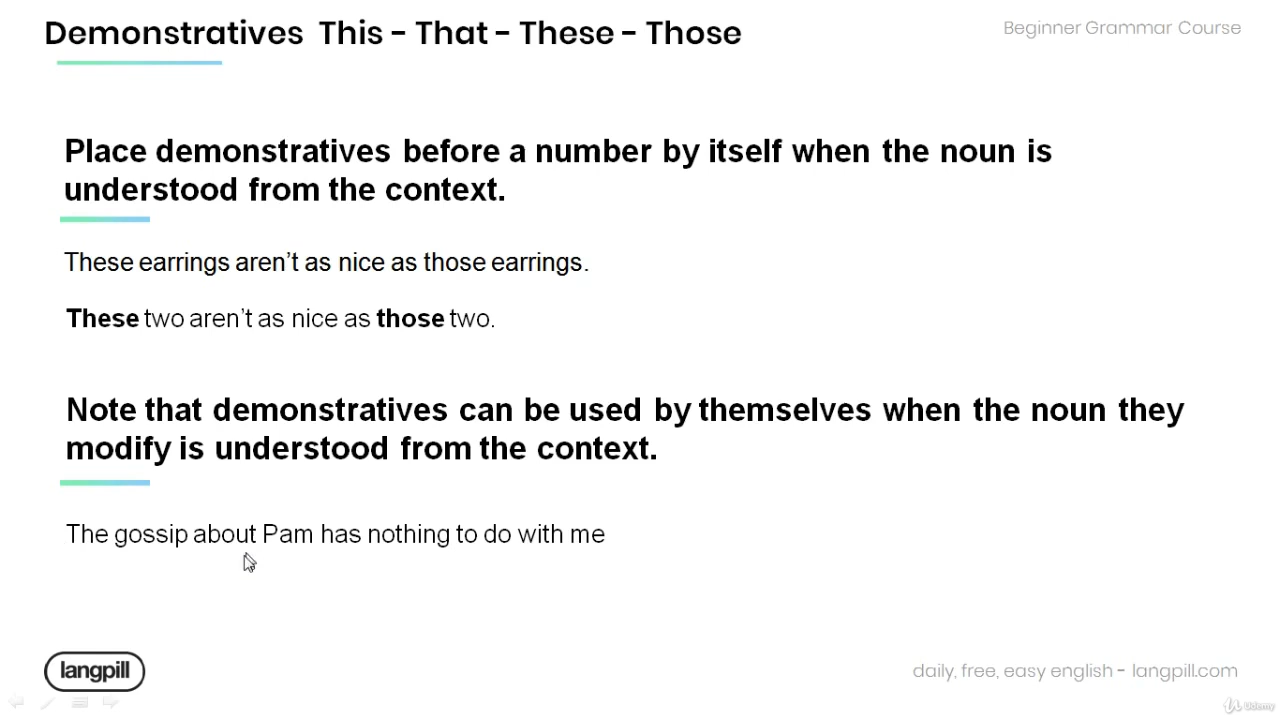 Demonstratives This - That - These - Those
Beginner Grammar Course
Place demonstratives before a number by itself when the noun is
understood from the context.
These earrings aren’t as nice as those earrings.
These two aren’t as nice as those two.
Note that demonstratives can be used by themselves when the noun they
modify is understood from the context.
The gossip about Pam has nothing to do with me
langpill
daily, free, easy english - langpill.com
Udemy